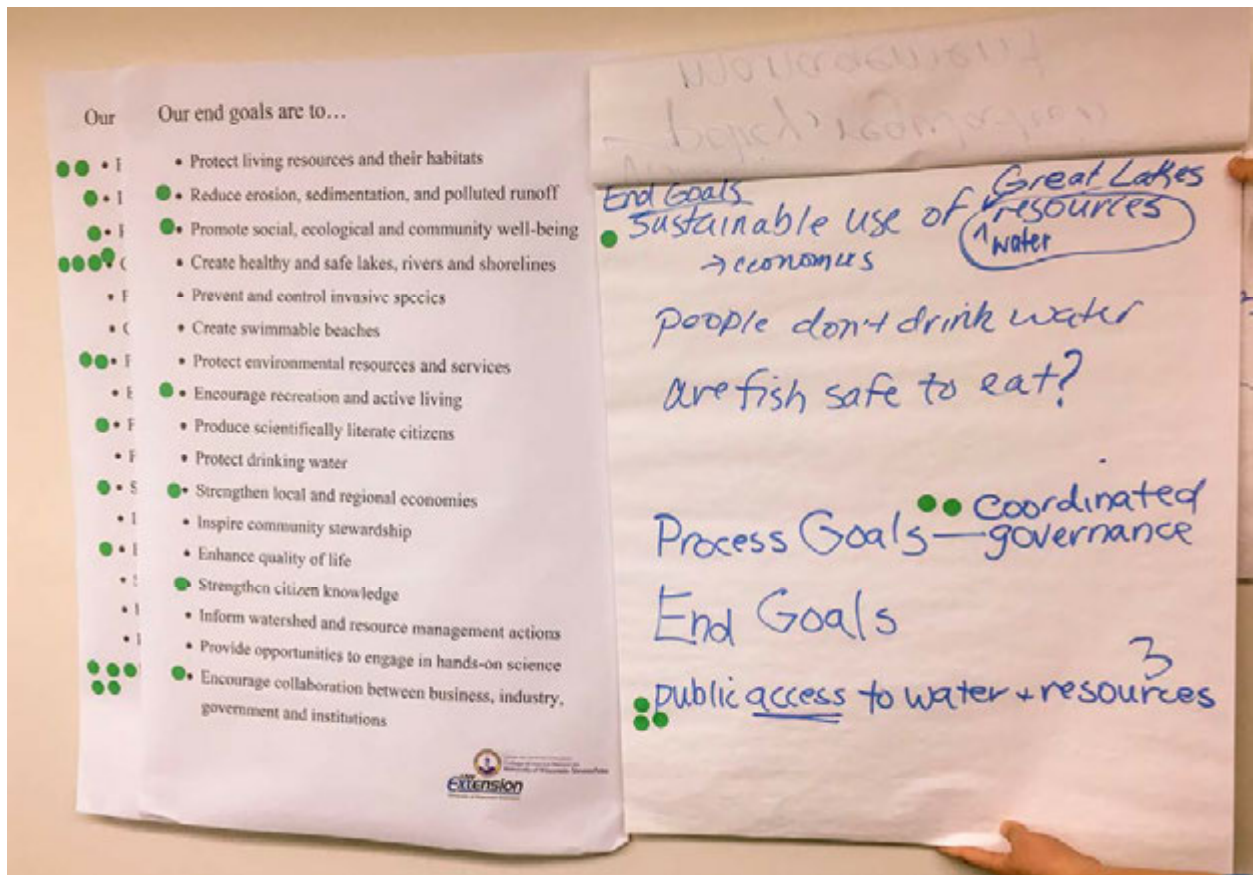 Our
Our end goals are to...
• Protect living resources and their habitats
• Reduce erosion, sedimentation, and polluted runoff
• Promote social, ecological and community well-being
• Create healthy and safe lakes, rivers and shorelines
• Prevent and control invasive species
• Create swimmable beaches
• Protect environmental resources and services
• Encourage recreation and active living
• Produce scientifically literate citizens
• Protect drinking water
• Strengthen local and regional economies
• Inspire community stewardship
• Enhance quality of life
• Strengthen citizen knowledge
• Inform watershed and resource management actions
• Provide opportunities to engage in hands-on science
• Encourage collaboration between business, industry,
government and institutions
Extension
End Goals
Great Lakes
Sustainable use of resources
water
→ economies
people don't drink water
are fish safe to eat?
coordinated
Process Goals — governance
End Goals
3
public access to water + resources